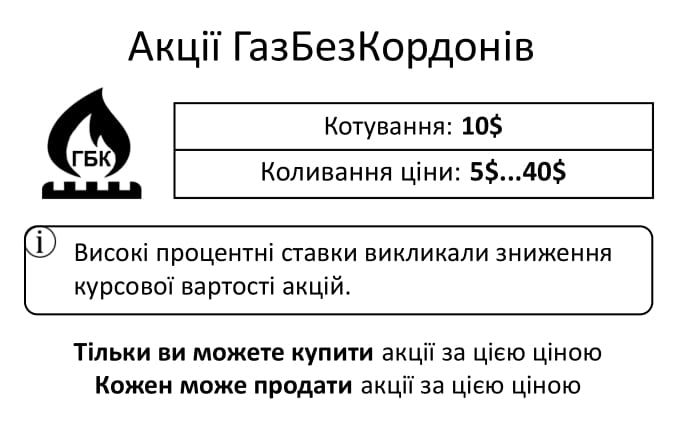 Акції ГазБезКордонів
ГБК
Котування: 10$
Коливання ціни: 5$...40$
i
Високі процентні ставки викликали зниження
курсової вартості акцій.
Тільки ви можете купити акції за цією ціною
Кожен може продати акції за цією ціною